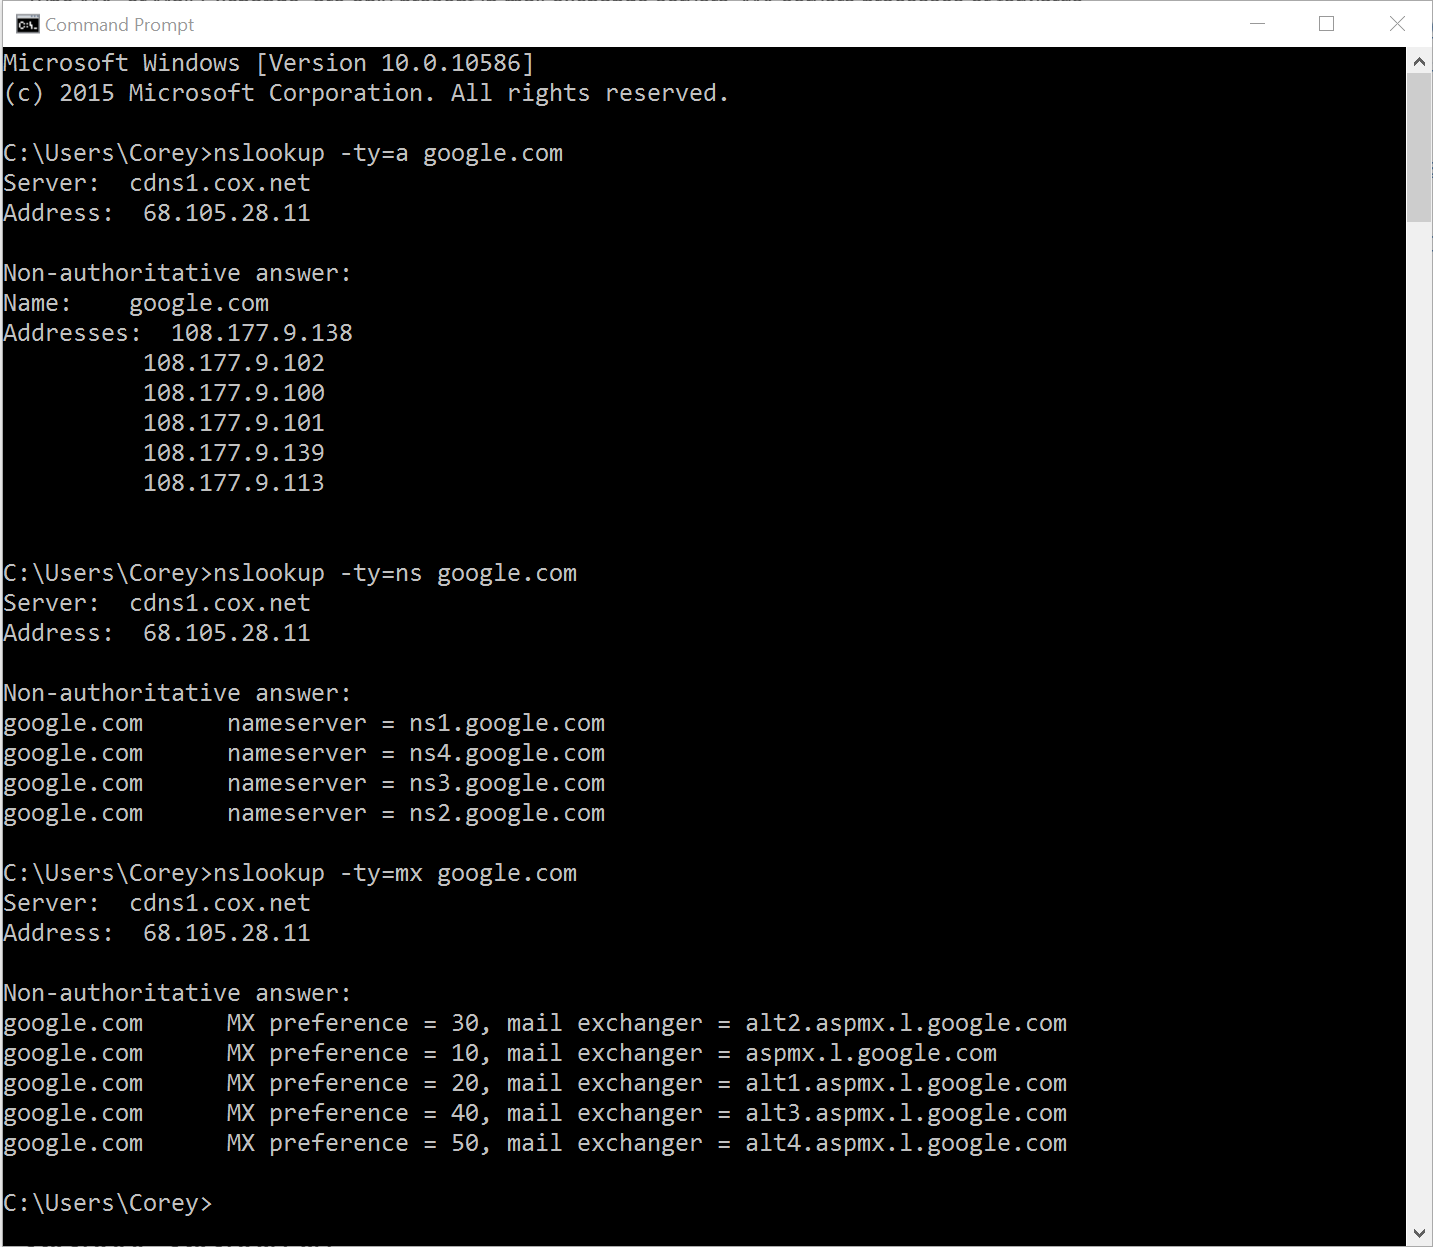 Command Prompt
Microsoft Windows [Version 10.0.10586]
(c) 2015 Microsoft Corporation. All rights reserved.
C:\Users\Corey>nslookup -ty=a google.com
Server:  cdns1.cox.net
Address:  68.105.28.11
Non-authoritative answer:
Name:    google.com
Addresses:  108.177.9.138
108.177.9.102
108.177.9.100
108.177.9.101
108.177.9.139
108.177.9.113
C:\Users\Corey>nslookup -ty=ns google.com
Server:  cdns1.cox.net
Address:  68.105.28.11
Non-authoritative answer:
google.com      nameserver = ns1.google.com
google.com      nameserver = ns4.google.com
google.com      nameserver = ns3.google.com
google.com      nameserver = ns2.google.com
C:\Users\Corey>nslookup -ty=mx google.com
Server:  cdns1.cox.net
Address:  68.105.28.11
Non-authoritative answer:
google.com      MX preference = 30, mail exchanger = alt2.aspmx.l.google.com
google.com      MX preference = 10, mail exchanger = aspmx.l.google.com
google.com      MX preference = 20, mail exchanger = alt1.aspmx.l.google.com
google.com      MX preference = 40, mail exchanger = alt3.aspmx.l.google.com
google.com      MX preference = 50, mail exchanger = alt4.aspmx.l.google.com
C:\Users\Corey>